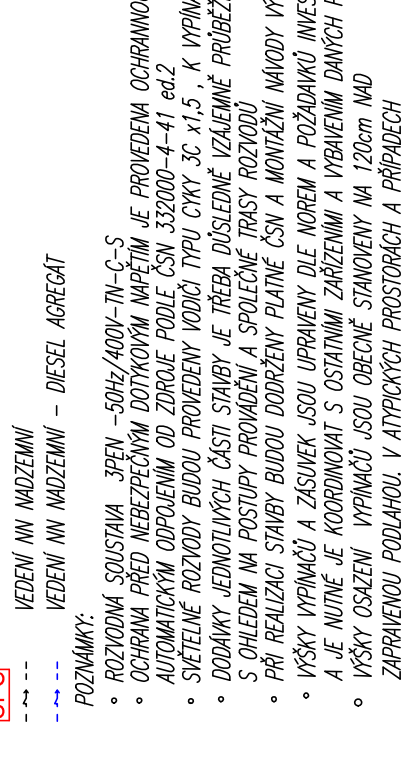 VEDENÍ NN NADZEMNÍ
VEDENÍ NN NADZEMNÍ – DIESEL AGREGÁT
POZNÁMKY:
∘ ROZVODNÁ SOUSTAVA 3PEN –50Hz/400V–TN–C–S
∘ OCHRANA PŘED NEBEZPEČNÝM DOTYKOVÝM NAPĚTÍM JE PROVEDENA OCHRANNOU
AUTOMATICKÝM ODPOJENÍM OD ZDROJE PODLE ČSN 332000–4–41 ed.2
∘ SVĚTELNÉ ROZVODY BUDOU PROVEDENY VODIČI TYPU CYKY 3C x1,5 , K VYPÍNA
∘ DODÁVKY JEDNOTLIVÝCH ČASTI STAVBY JE TŘEBA DŮSLEDNĚ VZÁJEMNĚ PRŮBĚŽ
S OHLEDEM NA POSTUPY PROVÁDĚNÍ A SPOLEČNÉ TRASY ROZVODŮ
∘ PŘI REALIZACI STAVBY BUDOU DODRŽENY PLATNÉ ČSN A MONTÁŽNÍ NÁVODY VÝ
∘ VÝŠKY VYPÍNAČŮ A ZÁSUVEK JSOU UPRAVENY DLE NOREM A POŽADAVKŮ INVES
A JE NUTNÉ JE KOORDINOVAT S OSTATNÍMI ZAŘÍZENÍMI A VYBAVENÍM DANÝCH
∘ VÝŠKY OSAZENÍ VYPÍNAČŮ JSOU OBECNĚ STANOVENY NA 120cm NAD
ZAPRAVENOU PODLAHOU. V ATYPICKÝCH PROSTORÁCH A PŘÍPADECH